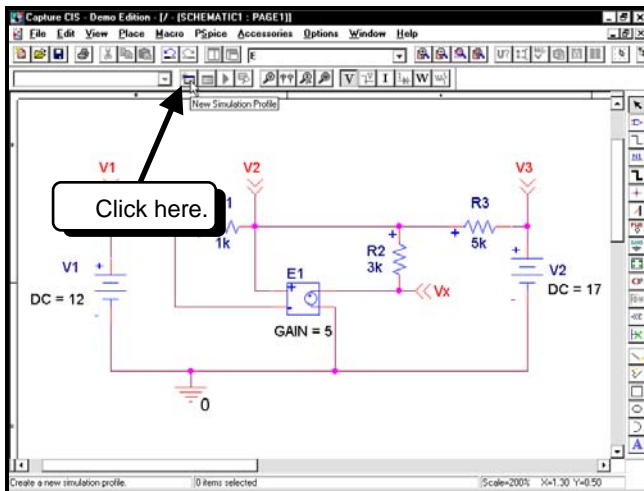 Capture CIS - Demo Edition - [/ - (SCHEMATIC1 : PAGE1)]
File Edit View Place Macro PSpice Accessories Options Window Help
E
U?
V I W
New Simulation Profile
V1 V2 V3
Click here.
1 R3
1k 5k
R2
3k
V1
DC = 12
E1
Vx
V2
DC = 17
GAIN = 5
0
Create a new simulation profile. 0 items selected Scale=200% X=1.30 Y=0.50